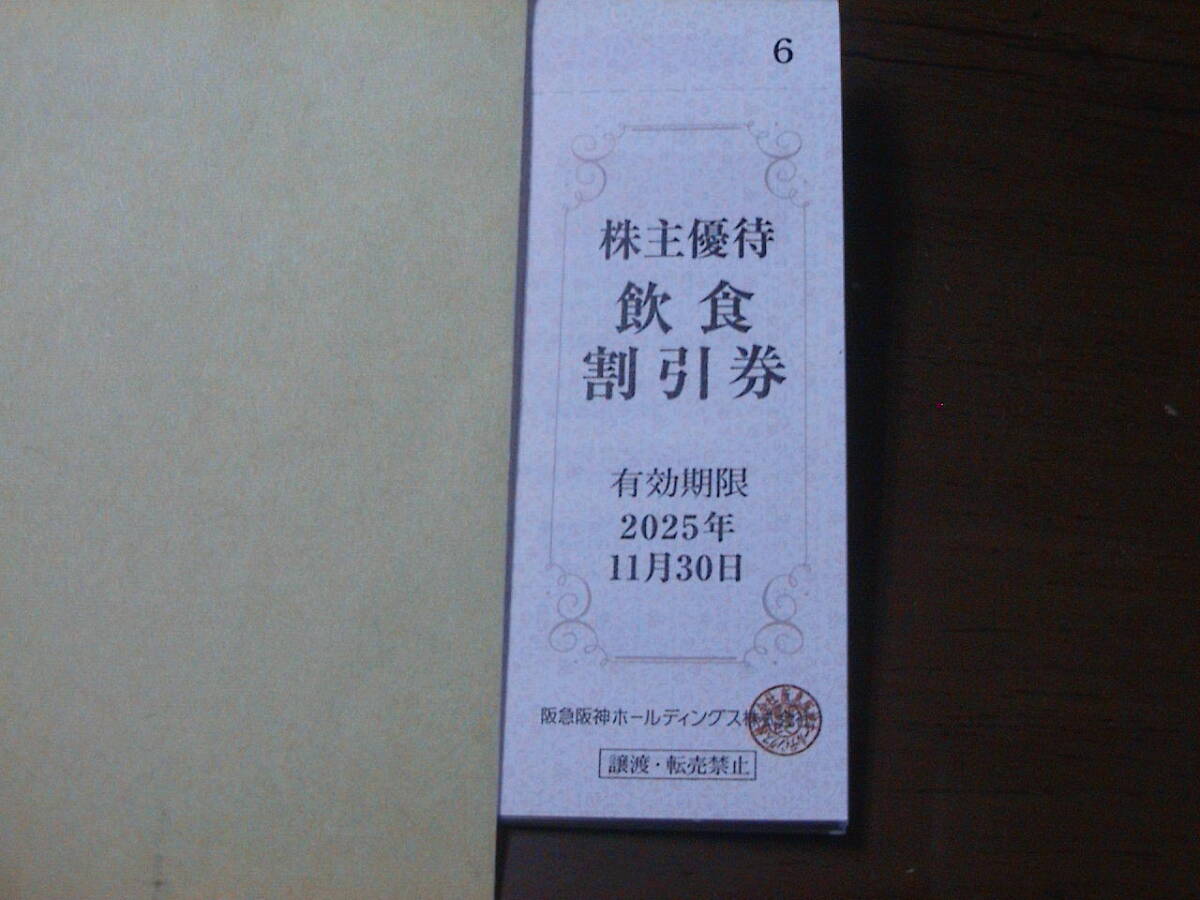 6
株主優待
飲食
割引券
有効期限
2025年
11月30日
阪急阪神ホールディングス株式会社
譲渡・転売禁止